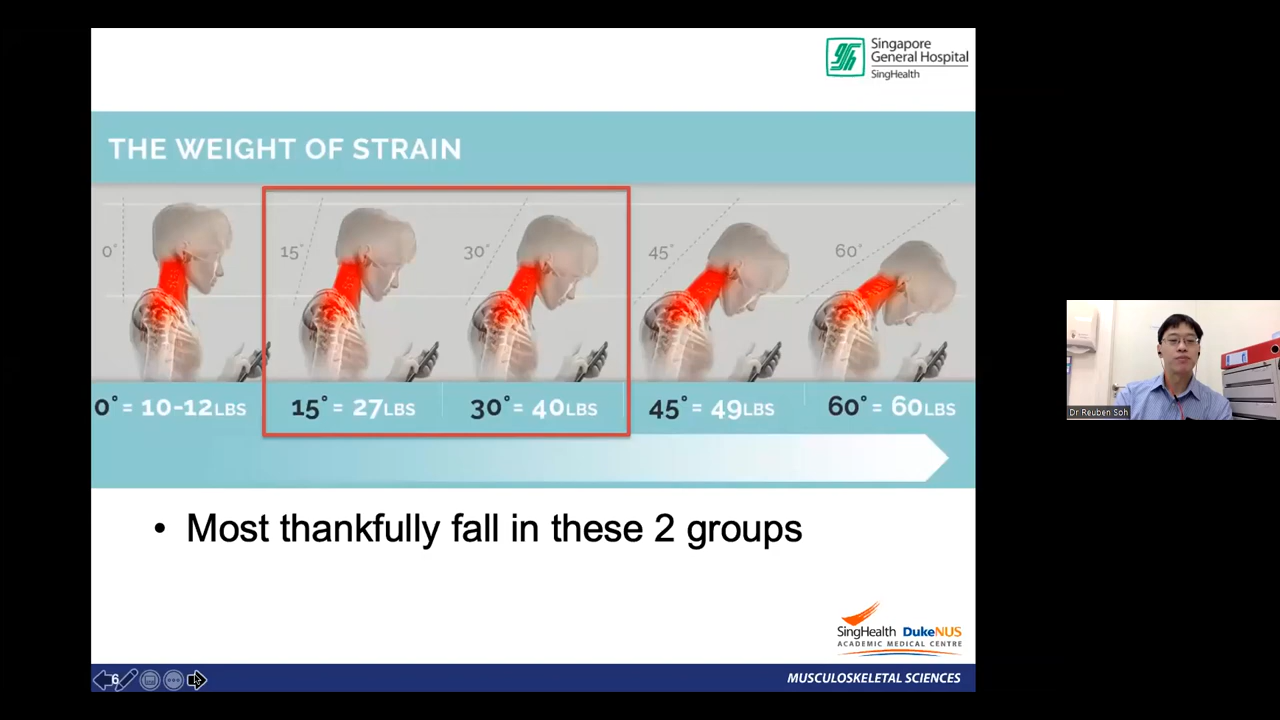 Singapore
General Hospital
SingHealth
THE WEIGHT OF STRAIN
0° 15° 30° 45° 60°
0° = 10-12LBS 15° = 27LBS 30° = 40LBS 45° = 49LBS 60° = 60LBS
Dr Reuben Soh
• Most thankfully fall in these 2 groups
SingHealth DukeNUS
ACADEMIC MEDICAL CENTRE
6
MUSCULOSKELETAL SCIENCES